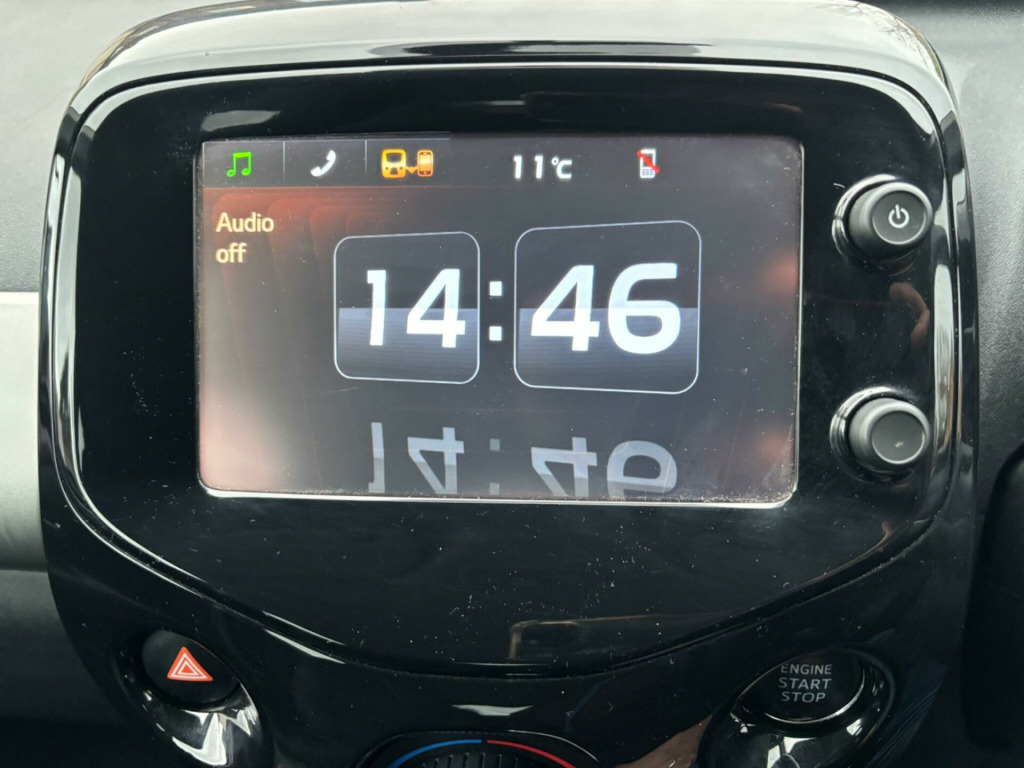 11°C
Audio
off
14:46
ENGINE
START
STOP